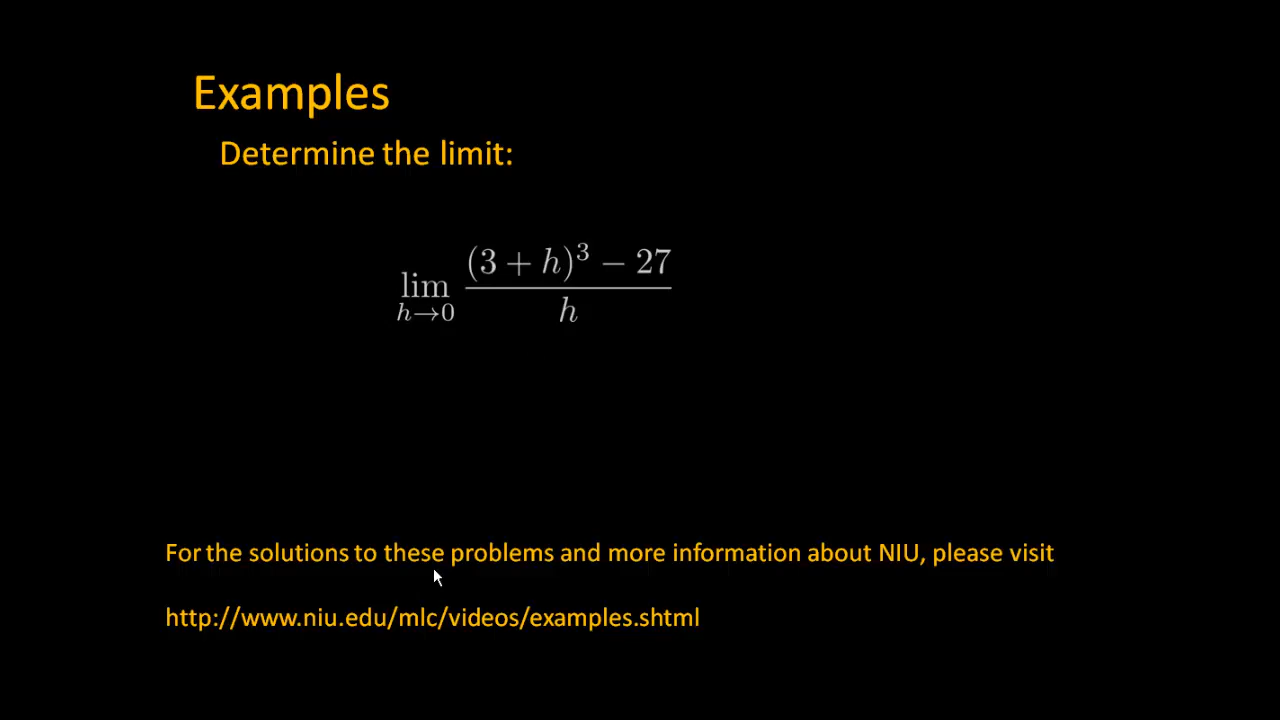 Examples
Determine the limit:
lim h→0 (3 + h)³ − 27 / h
For the solutions to these problems and more information about NIU, please visit
http://www.niu.edu/mlc/videos/examples.shtml